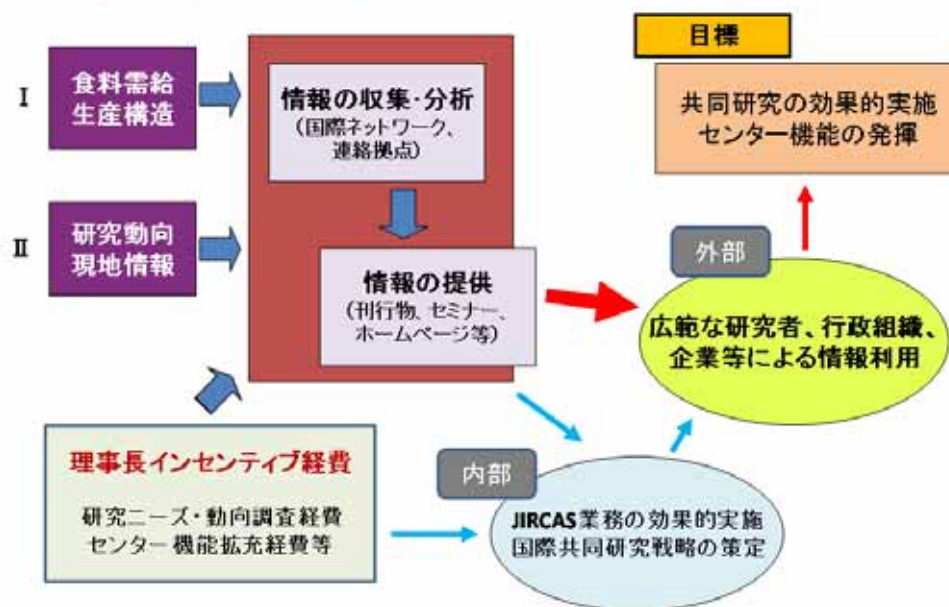 目標
I
食料需給
生産構造
情報の収集・分析
(国際ネットワーク、
連絡拠点)
共同研究の効果的実施
センター機能の発揮
II
研究動向
現地情報
情報の提供
(刊行物、セミナー、
ホームページ等)
外部
広範な研究者、行政組織、
企業等による情報利用
理事長インセンティブ経費
研究ニーズ・動向調査経費
センター機能拡充経費等
内部
JIRCAS業務の効果的実施
国際共同研究戦略の策定